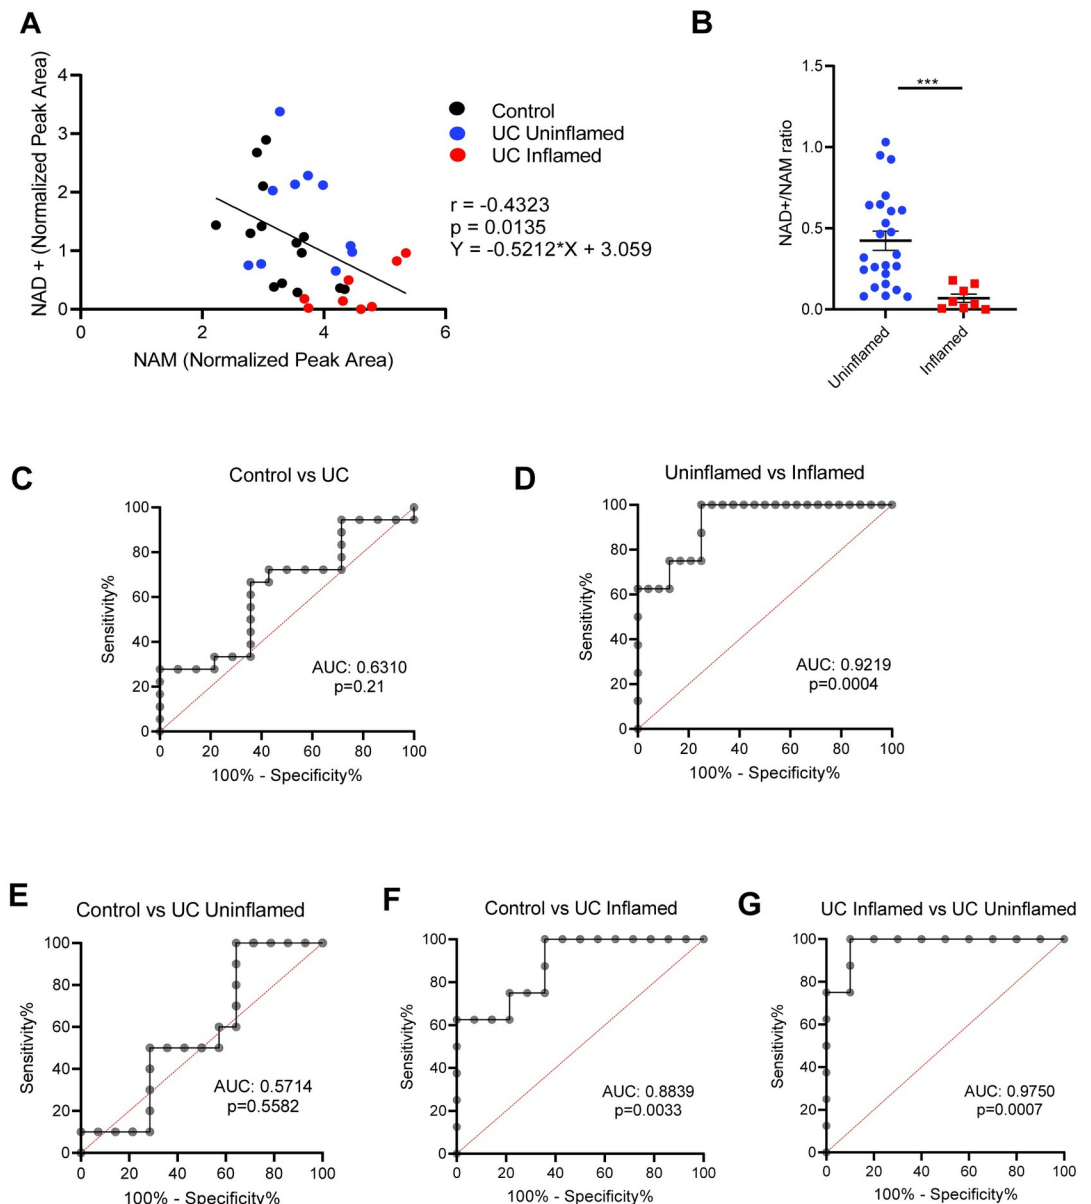 A
NAD + (Normalized Peak Area)
4
3
2
1
0
0
2
4
6
NAM (Normalized Peak Area)
Control
UC Uninflamed
UC Inflamed
r = -0.4323
p = 0.0135
Y = -0.5212*X + 3.059
B
NAD+/NAM ratio
1.5
1.0
0.5
0.0
***
Uninflamed
Inflamed
C
Control vs UC
Sensitivity%
100
80
60
40
20
0
AUC: 0.6310
p=0.21
0 20 40 60 80 100
100% - Specificity%
D
Uninflamed vs Inflamed
Sensitivity%
100
80
60
40
20
0
AUC: 0.9219
p=0.0004
0 20 40 60 80 100
100% - Specificity%
E
Control vs UC Uninflamed
Sensitivity%
100
80
60
40
20
0
AUC: 0.5714
p=0.5582
0 20 40 60 80 100
100% - Specificity%
F
Control vs UC Inflamed
Sensitivity%
100
80
60
40
20
0
AUC: 0.8839
p=0.0033
0 20 40 60 80 100
100% - Specificity%
G
UC Inflamed vs UC Uninflamed
Sensitivity%
100
80
60
40
20
0
AUC: 0.9750
p=0.0007
0 20 40 60 80 100
100% - Specificity%